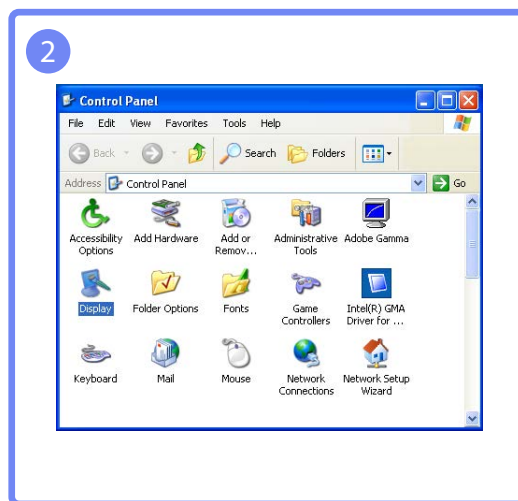 2
Control Panel
File Edit View Favorites Tools Help
Back Search Folders
Address Control Panel Go
Accessibility Options Add Hardware Add or Remov... Administrative Tools Adobe Gamma
Display Folder Options Fonts Game Controllers Intel(R) GMA Driver for ...
Keyboard Mail Mouse Network Connections Network Setup Wizard